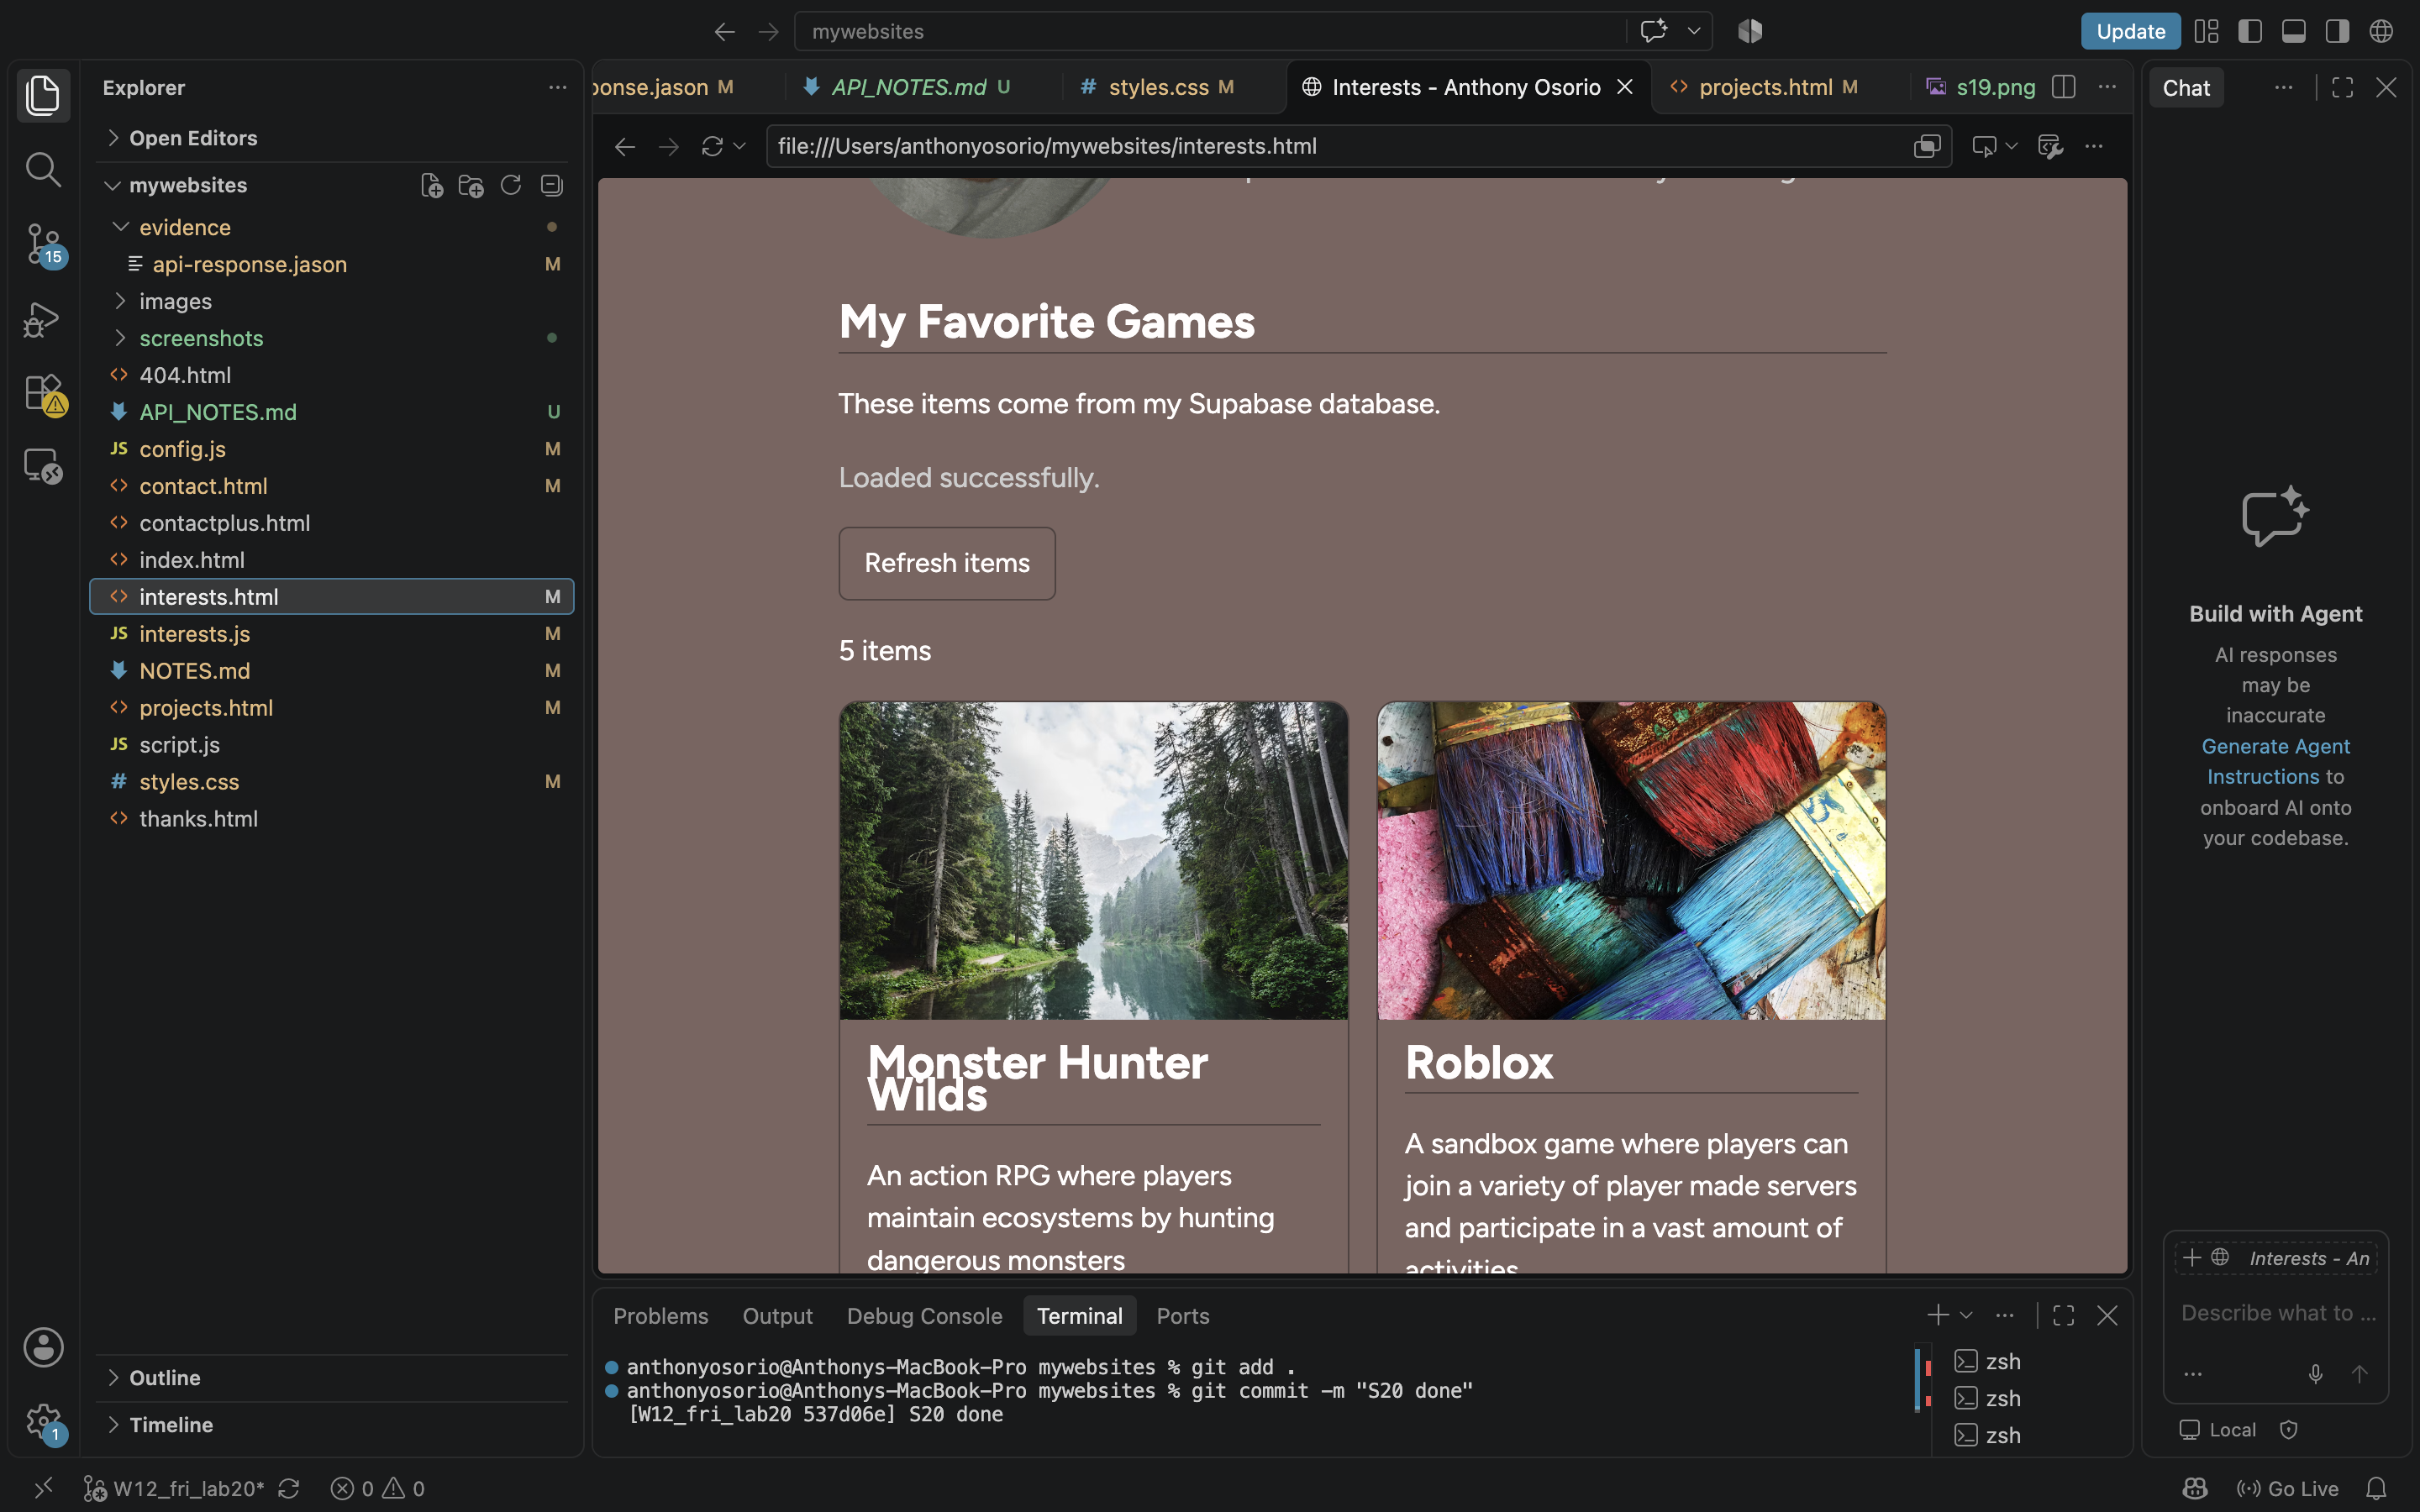 mywebsites
Update
Explorer
Open Editors
mywebsites
evidence
api-response.jason M
images
screenshots
404.html
API_NOTES.md U
config.js M
contact.html M
contactplus.html
index.html
interests.html M
interests.js M
NOTES.md M
projects.html M
script.js
styles.css M
thanks.html
Outline
Timeline
15
1
ponse.jason M
API_NOTES.md U
styles.css M
Interests - Anthony Osorio
projects.html M
s19.png
file:///Users/anthonyosorio/mywebsites/interests.html
My Favorite Games
These items come from my Supabase database.
Loaded successfully.
Refresh items
5 items
Monster Hunter
Wilds
An action RPG where players
maintain ecosystems by hunting
dangerous monsters
Roblox
A sandbox game where players can
join a variety of player made servers
and participate in a vast amount of
activities
Problems Output Debug Console Terminal Ports
anthonyosorio@Anthonys-MacBook-Pro mywebsites % git add .
anthonyosorio@Anthonys-MacBook-Pro mywebsites % git commit -m "S20 done"
[W12_fri_lab20 537d06e] S20 done
zsh
zsh
zsh
Chat
Build with Agent
AI responses
may be
inaccurate
Generate Agent
Instructions to
onboard AI onto
your codebase.
Interests - An
Describe what to ...
Local
W12_fri_lab20*
0 0
Go Live